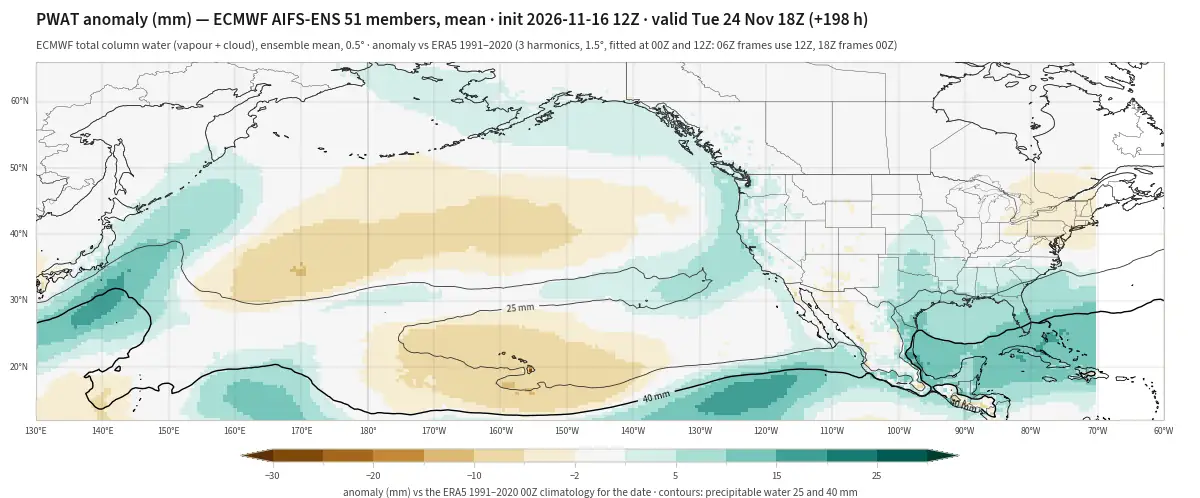 PWAT anomaly (mm) — ECMWF AIFS-ENS 51 members, mean · init 2026-11-16 12Z · valid Tue 24 Nov 18Z (+198 h)
ECMWF total column water (vapour + cloud), ensemble mean, 0.5° · anomaly vs ERA5 1991–2020 (3 harmonics, 1.5°, fitted at 00Z and 12Z: 06Z frames use 12Z, 18Z frames 00Z)
60°N
50°N
40°N
30°N
20°N
25 mm
40 mm
130°E 140°E 150°E 160°E 170°E 180° 170°W 160°W 150°W 140°W 130°W 120°W 110°W 100°W 90°W 80°W 70°W 60°W
−30 −20 −10 −2 5 15 25
anomaly (mm) vs the ERA5 1991–2020 00Z climatology for the date · contours: precipitable water 25 and 40 mm